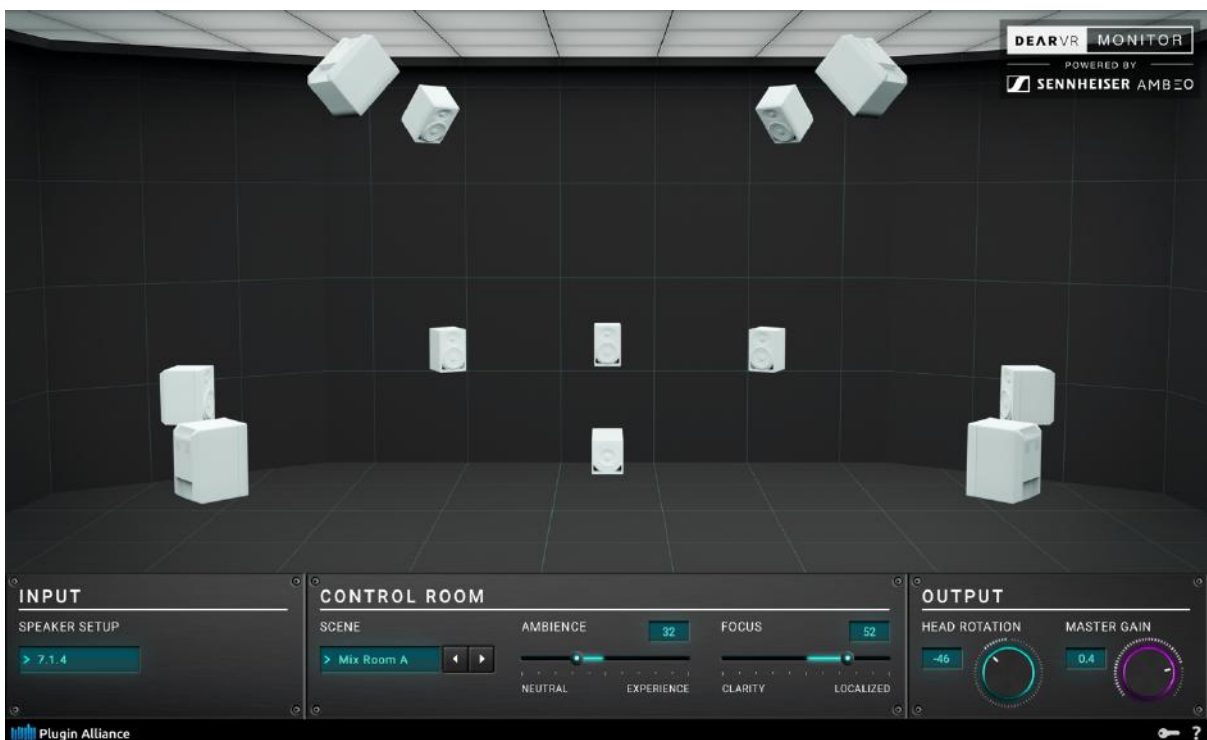 DEARVR MONITOR
POWERED BY
SENNHEISER AMBEO
INPUT
SPEAKER SETUP
> 7.1.4
CONTROL ROOM
SCENE
> Mix Room A
AMBIENCE 32
NEUTRAL EXPERIENCE
FOCUS 52
CLARITY LOCALIZED
OUTPUT
HEAD ROTATION
-46
MASTER GAIN
0.4
Plugin Alliance
?